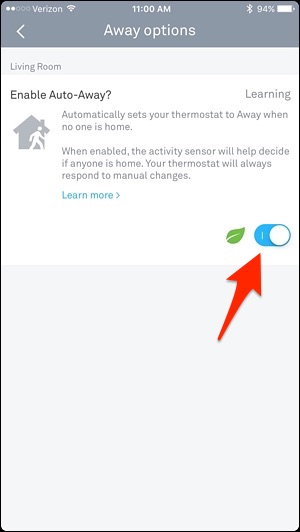 Verizon 11:00 AM 94%
Away options
Living Room
Enable Auto-Away? Learning
Automatically sets your thermostat to Away when
no one is home.
When enabled, the activity sensor will help decide
if anyone is home. Your thermostat will always
respond to manual changes.
Learn more >